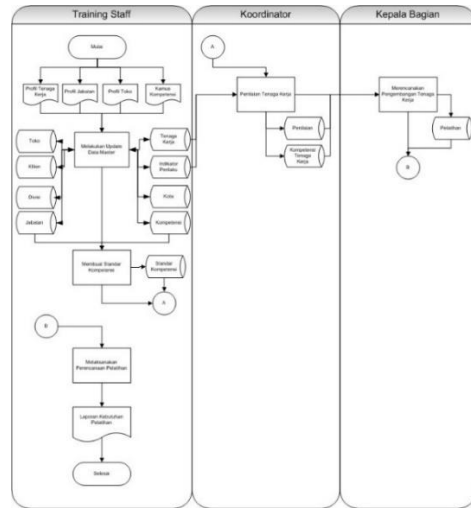 Training Staff
Koordinator
Kepala Bagian
Mulai
A
Profil Tenaga
Kerja
Profil Jabatan
Profil Toko
Kamus
Kompetensi
Penilaian Tenaga Kerja
Merencanakan
Pengembangan Tenaga
Kerja
Toko
Klien
Divisi
Jabatan
Melakukan Update
Data Master
Tenaga
Kerja
Indikator
Perilaku
Kota
Kompetensi
Penilaian
Kompetensi
Tenaga
Kerja
Pelatihan
B
Membuat Standar
Kompetensi
Standar
Kompetensi
A
B
Melaksanakan
Perencanaan Pelatihan
Laporan Kebutuhan
Pelatihan
Selesai